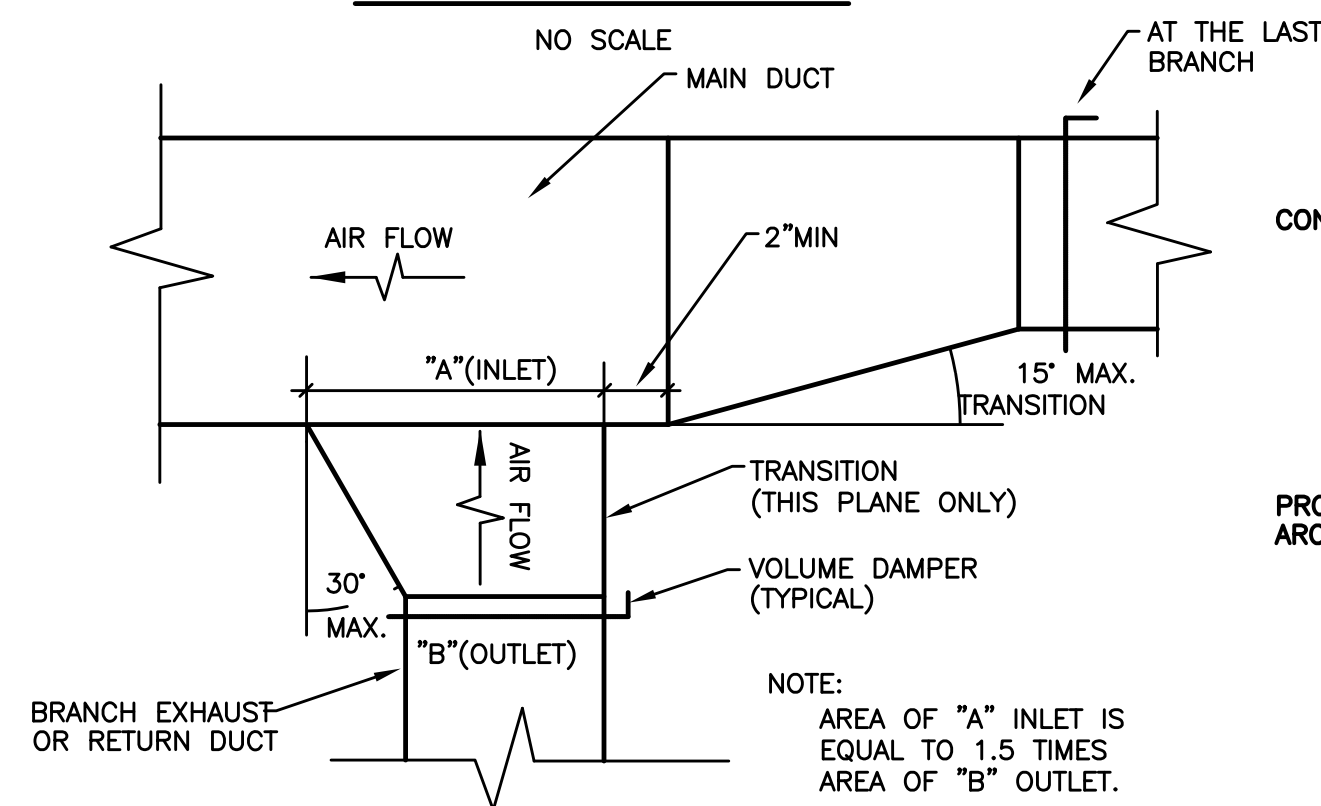 NO SCALE
AT THE LAST
BRANCH
MAIN DUCT
AIR FLOW
2"MIN
"A"(INLET)
15° MAX.
TRANSITION
AIR FLOW
TRANSITION
(THIS PLANE ONLY)
VOLUME DAMPER
(TYPICAL)
30°
MAX.
"B"(OUTLET)
BRANCH EXHAUST
OR RETURN DUCT
NOTE:
AREA OF "A" INLET IS
EQUAL TO 1.5 TIMES
AREA OF "B" OUTLET.